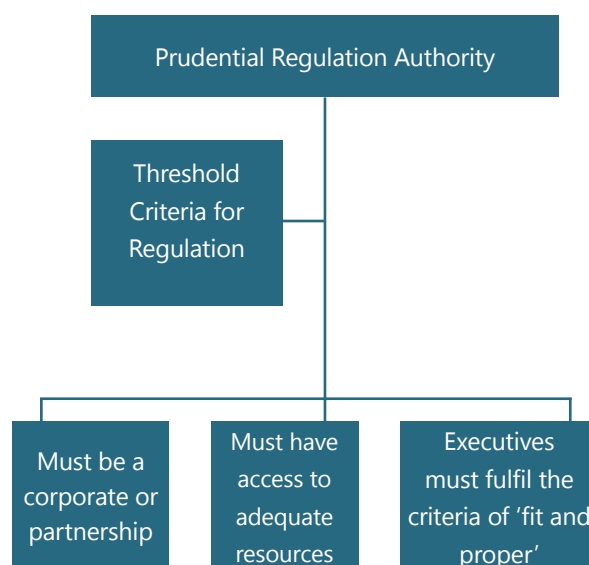 Prudential Regulation Authority
Threshold
Criteria for
Regulation
Must be a
corporate or
partnership
Must have
access to
adequate
resources
Executives
must fulfil the
criteria of ‘fit and
proper’